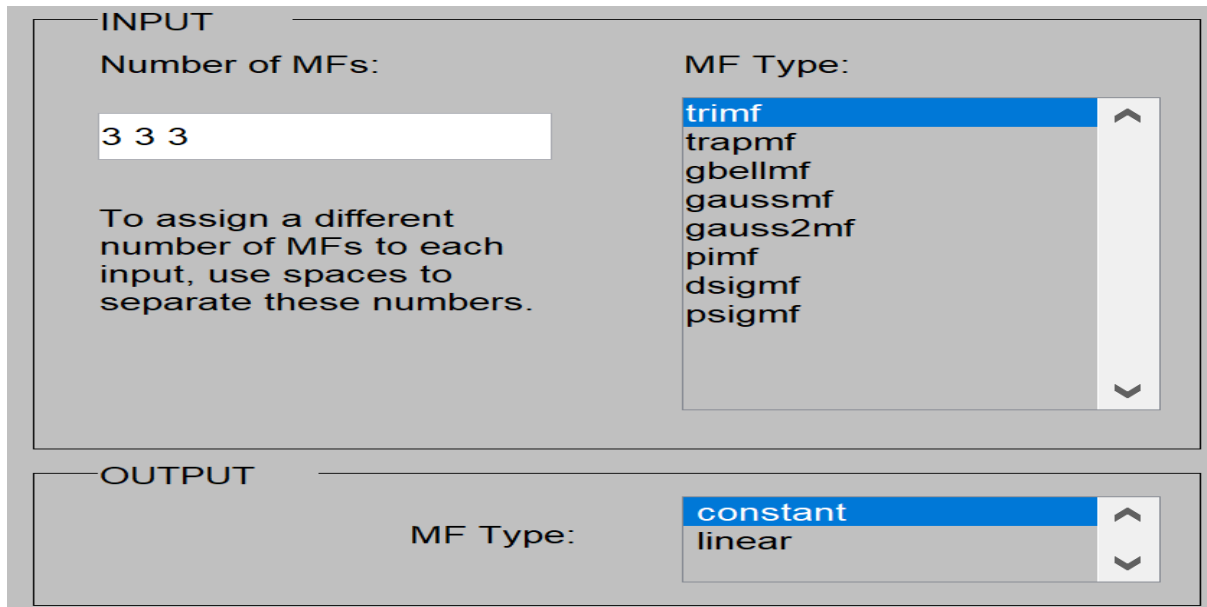 INPUT
Number of MFs:
3 3 3
To assign a different
number of MFs to each
input, use spaces to
separate these numbers.
MF Type:
trimf
trapmf
gbellmf
gaussmf
gauss2mf
pimf
dsigmf
psigmf
OUTPUT
MF Type:
constant
linear